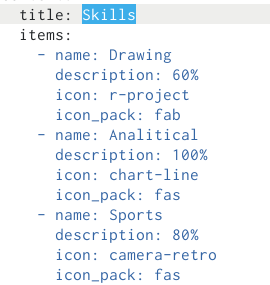 title: Skills
items:
- name: Drawing
description: 60%
icon: r-project
icon_pack: fab
- name: Analitical
description: 100%
icon: chart-line
icon_pack: fas
- name: Sports
description: 80%
icon: camera-retro
icon_pack: fas